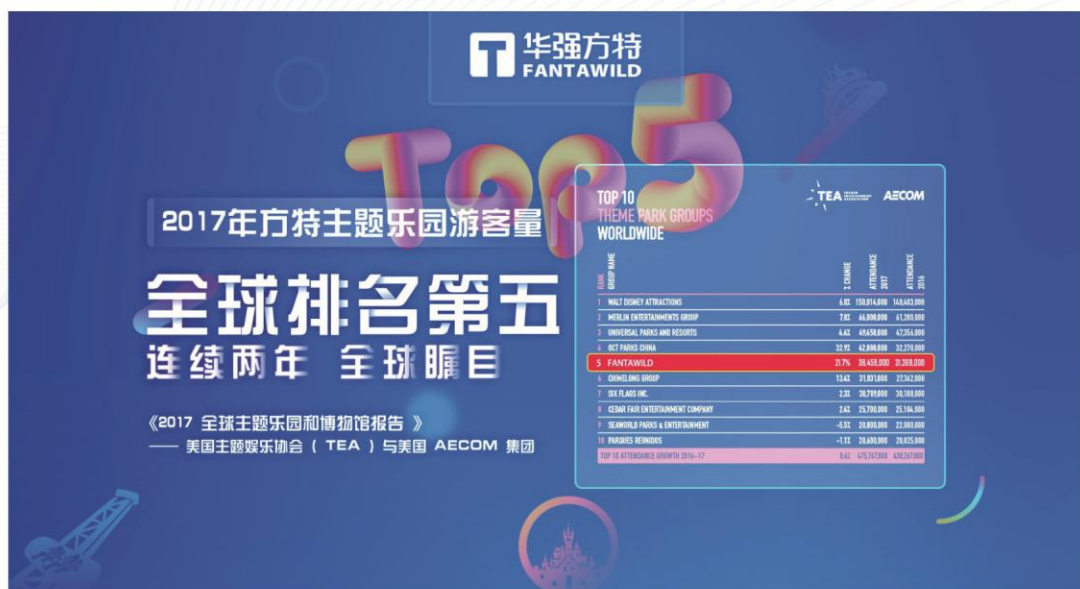 华强方特
FANTAWILD
Top5
2017年方特主题乐园游客量
全球排名第五
连续两年 全球瞩目
《2017 全球主题乐园和博物馆报告 》
—— 美国主题娱乐协会 ( TEA ) 与美国 AECOM 集团
TOP 10
THEME PARK GROUPS
WORLDWIDE
TEA
AECOM
RANK GROUP NAME % CHANGE ATTENDANCE 2017 ATTENDANCE 2016
1 WALT DISNEY ATTRACTIONS 6.8% 150,014,000 140,403,000
2 MERLIN ENTERTAINMENTS GROUP 7.8% 66,000,000 61,200,000
3 UNIVERSAL PARKS AND RESORTS 4.4% 49,458,000 47,356,000
4 OCT PARKS CHINA 32.9% 42,880,000 32,270,000
5 FANTAWILD 21.7% 38,459,000 31,369,000
6 CHIMELONG GROUP 13.4% 31,031,000 27,362,000
7 SIX FLAGS INC. 2.3% 30,789,000 30,108,000
8 CEDAR FAIR ENTERTAINMENT COMPANY 2.4% 25,700,000 25,104,000
9 SEAWORLD PARKS & ENTERTAINMENT -5.5% 20,800,000 22,000,000
10 PARQUES REUNIDOS -1.1% 20,600,000 20,825,000
TOP 10 ATTENDANCE GROWTH 2016–17 8.6%